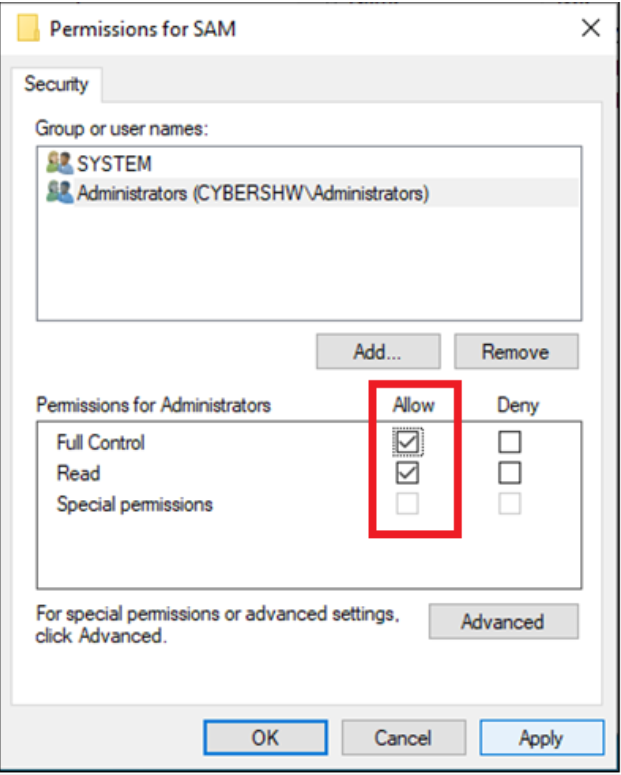 Permissions for SAM
Security
Group or user names:
SYSTEM
Administrators (CYBERSHW\Administrators)
Add...
Remove
Permissions for Administrators
Allow
Deny
Full Control
Read
Special permissions
For special permissions or advanced settings,
click Advanced.
Advanced
OK
Cancel
Apply